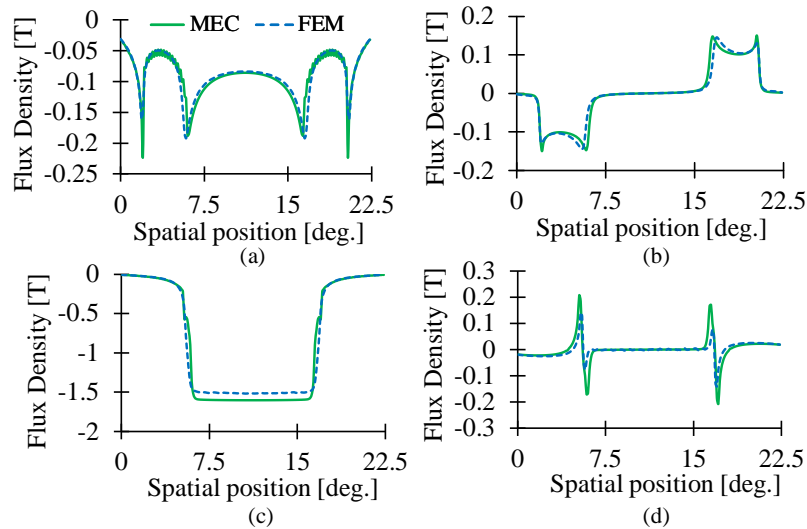 MEC FEM
Flux Density [T]
0
-0.05
-0.1
-0.15
-0.2
-0.25
0 7.5 15 22.5
Spatial position [deg.]
(a)
Flux Density [T]
0.2
0.1
0
-0.1
-0.2
0 7.5 15 22.5
Spatial position [deg.]
(b)
Flux Density [T]
0
-0.5
-1
-1.5
-2
0 7.5 15 22.5
Spatial position [deg.]
(c)
Flux Density [T]
0.3
0.2
0.1
0
-0.1
-0.2
-0.3
0 7.5 15 22.5
Spatial position [deg.]
(d)